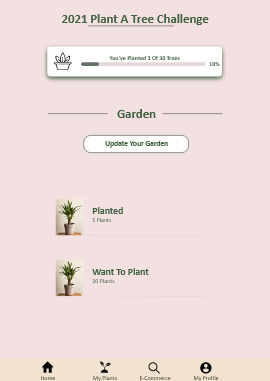 2021 Plant A Tree Challenge
You've Planted 3 Of 30 Trees
10%
Garden
Update Your Garden
Planted
5 Plants
Want To Plant
10 Plants
Home My Plants E-Commerce My Profile